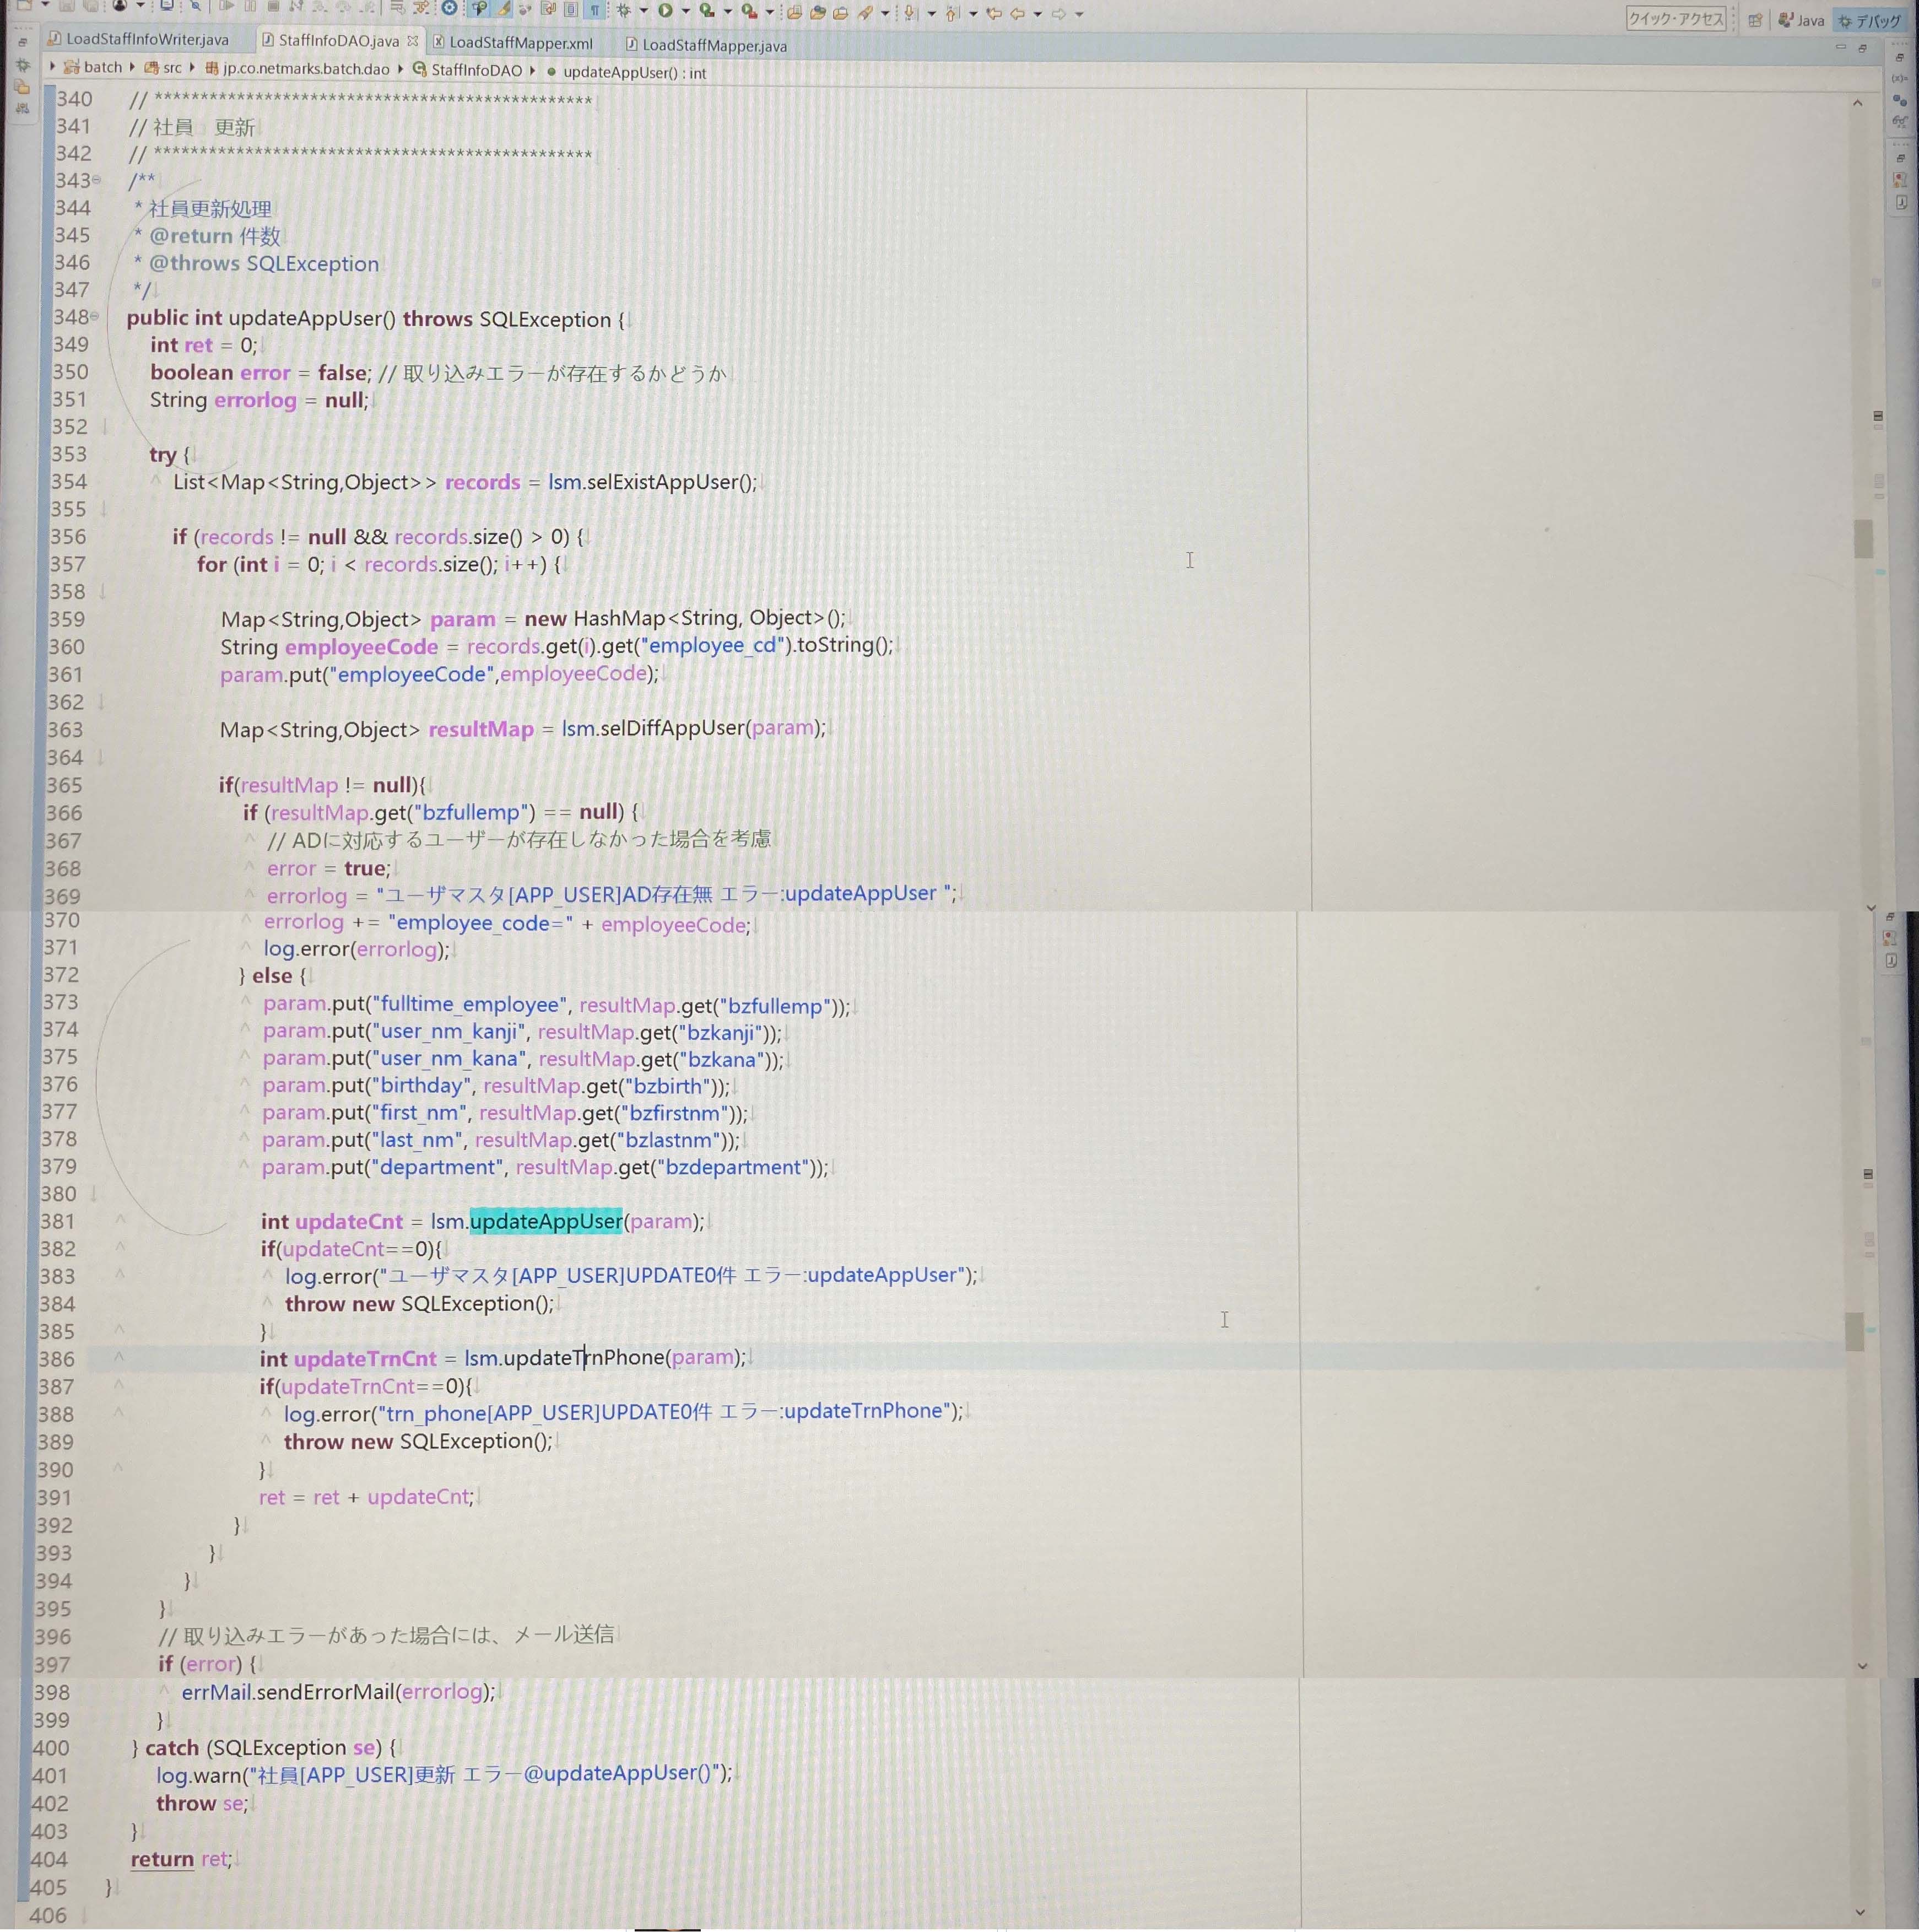 クイック・アクセス
Java
デバッグ
LoadStaffInfoWriter.java
StaffInfoDAO.java
LoadStaffMapper.xml
LoadStaffMapper.java
batch
src
jp.co.netmarks.batch.dao
StaffInfoDAO
updateAppUser() : int
340 // ************************************************
341 // 社員　更新
342 // ************************************************
343 /**
344 * 社員更新処理
345 * @return 件数
346 * @throws SQLException
347 */
348 public int updateAppUser() throws SQLException {
349 int ret = 0;
350 boolean error = false; // 取り込みエラーが存在するかどうか
351 String errorlog = null;
352
353 try {
354 List<Map<String,Object>> records = lsm.selExistAppUser();
355
356 if (records != null && records.size() > 0) {
357 for (int i = 0; i < records.size(); i++) {
358
359 Map<String,Object> param = new HashMap<String, Object>();
360 String employeeCode = records.get(i).get("employee_cd").toString();
361 param.put("employeeCode",employeeCode);
362
363 Map<String,Object> resultMap = lsm.selDiffAppUser(param);
364
365 if(resultMap != null){
366 if (resultMap.get("bzfullemp") == null) {
367 // ADに対応するユーザーが存在しなかった場合を考慮
368 error = true;
369 errorlog = "ユーザマスタ[APP_USER]AD存在無 エラー:updateAppUser ";
370 errorlog += "employee_code=" + employeeCode;
371 log.error(errorlog);
372 } else {
373 param.put("fulltime_employee", resultMap.get("bzfullemp"));
374 param.put("user_nm_kanji", resultMap.get("bzkanji"));
375 param.put("user_nm_kana", resultMap.get("bzkana"));
376 param.put("birthday", resultMap.get("bzbirth"));
377 param.put("first_nm", resultMap.get("bzfirstnm"));
378 param.put("last_nm", resultMap.get("bzlastnm"));
379 param.put("department", resultMap.get("bzdepartment"));
380
381 int updateCnt = lsm.updateAppUser(param);
382 if(updateCnt==0){
383 log.error("ユーザマスタ[APP_USER]UPDATE0件 エラー:updateAppUser");
384 throw new SQLException();
385 }
386 int updateTrnCnt = lsm.updateTrnPhone(param);
387 if(updateTrnCnt==0){
388 log.error("trn_phone[APP_USER]UPDATE0件 エラー:updateTrnPhone");
389 throw new SQLException();
390 }
391 ret = ret + updateCnt;
392 }
393 }
394 }
395 }
396 // 取り込みエラーがあった場合には、メール送信
397 if (error) {
398 errMail.sendErrorMail(errorlog);
399 }
400 } catch (SQLException se) {
401 log.warn("社員[APP_USER]更新 エラー@updateAppUser()");
402 throw se;
403 }
404 return ret;
405 }
406